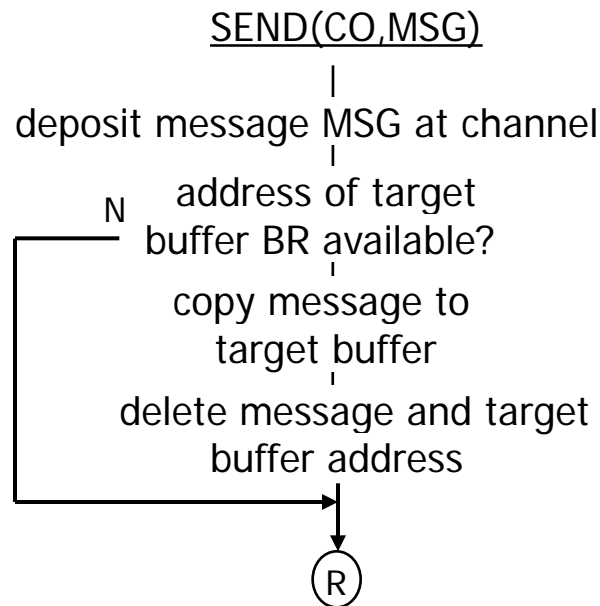 SEND(CO,MSG)
deposit message MSG at channel
address of target
N
buffer BR available?
copy message to
target buffer
delete message and target
buffer address
R